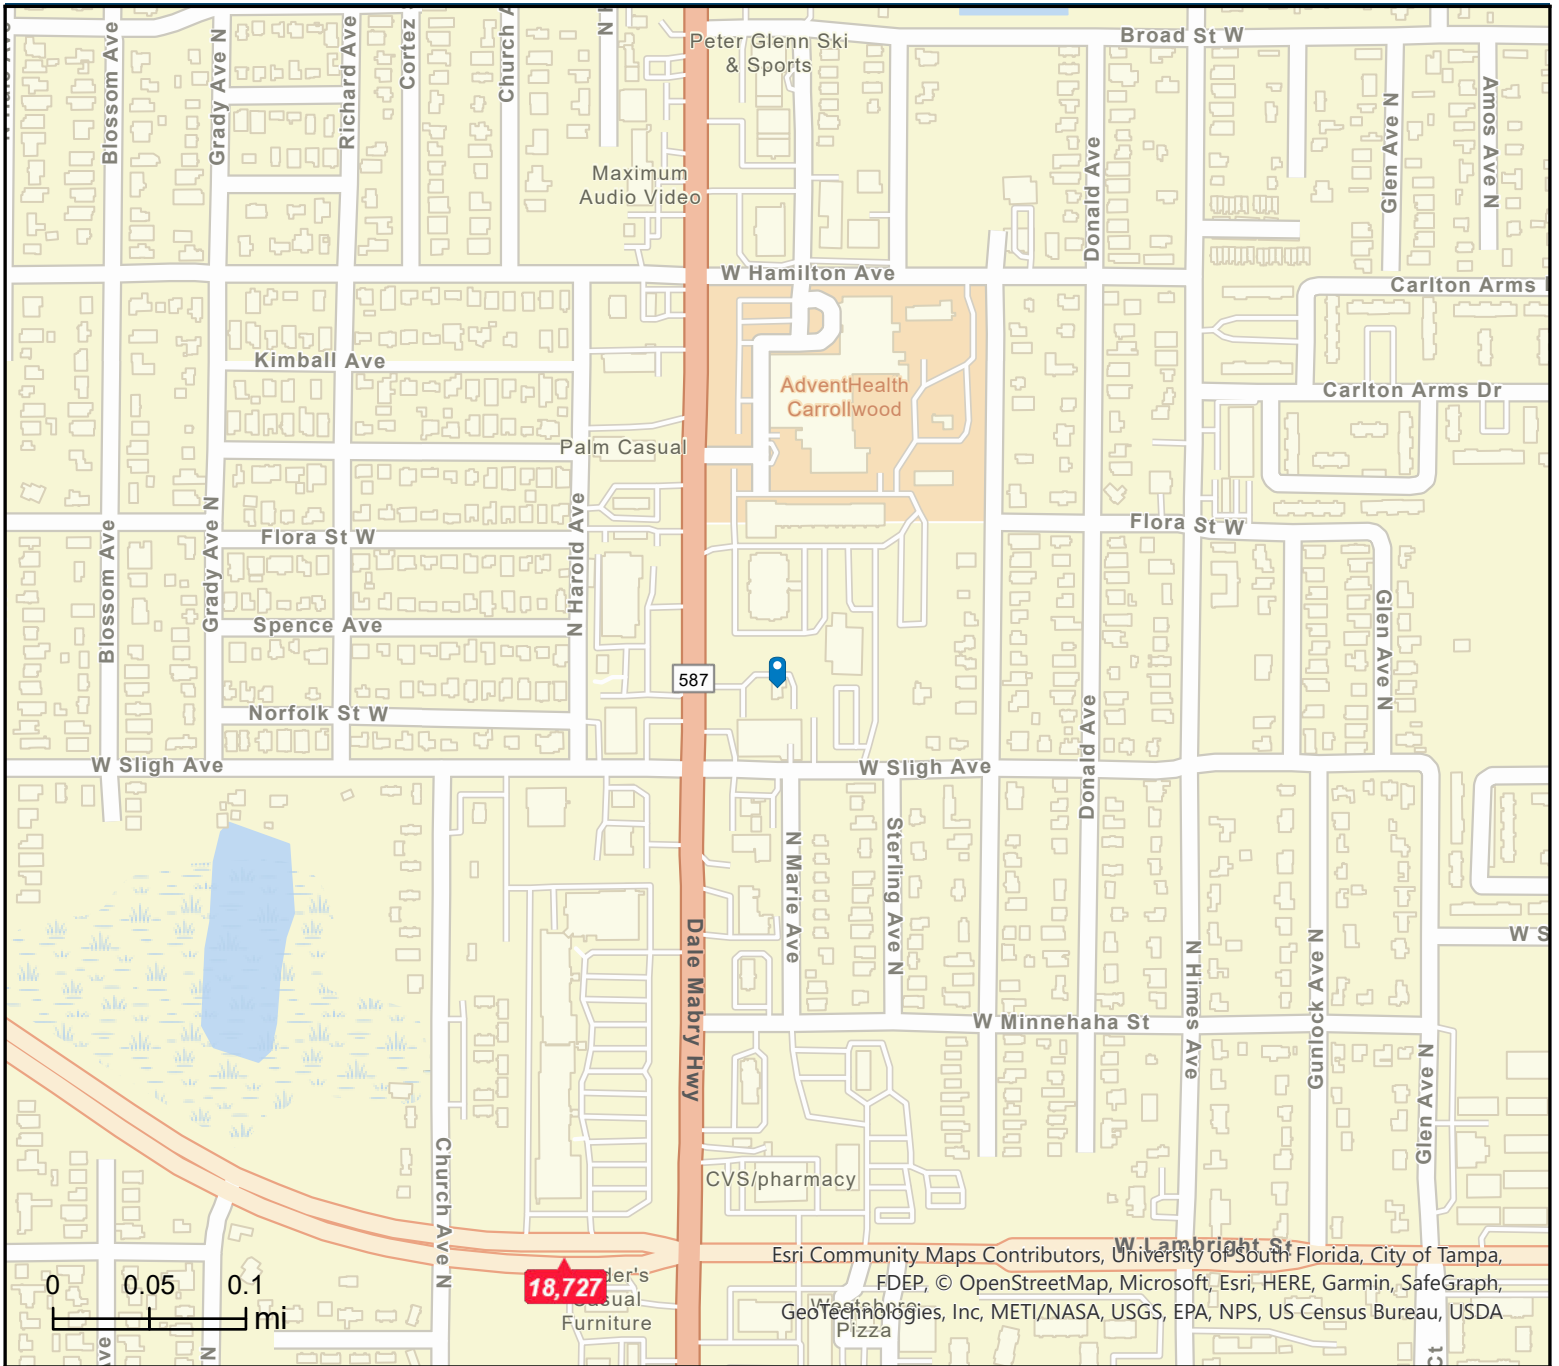 Blossom Ave
Grady Ave N
Richard Ave
Cortez
Church A
N H
Peter Glenn Ski
& Sports
Broad St W
Maximum
Audio Video
Donald Ave
Glen Ave N
Amos Ave N
W Hamilton Ave
Carlton Arms
Kimball Ave
AdventHealth
Carrollwood
Carlton Arms Dr
Palm Casual
Blossom Ave
Grady Ave N
Flora St W
N Harold Ave
Flora St W
Spence Ave
Glen Ave N
587
Norfolk St W
Donald Ave
W Sligh Ave
W Sligh Ave
N Marie Ave
Sterling Ave N
Dale Mabry Hwy
N Himes Ave
Gunlock Ave N
W S
W Minnehaha St
Glen Ave N
Church Ave N
CVS/pharmacy
W Lambright St
18,727
der's
Casual
Furniture
Pizza
0 0.05 0.1
mi
Ave
N
Ct
Esri Community Maps Contributors, University of South Florida, City of Tampa,
FDEP, © OpenStreetMap, Microsoft, Esri, HERE, Garmin, SafeGraph,
GeoTechnologies, Inc, METI/NASA, USGS, EPA, NPS, US Census Bureau, USDA